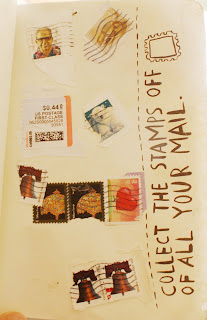 COLLECT THE STAMPS OFF
OF ALL YOUR MAIL.
$0.44
US POSTAGE
FIRST-CLASS